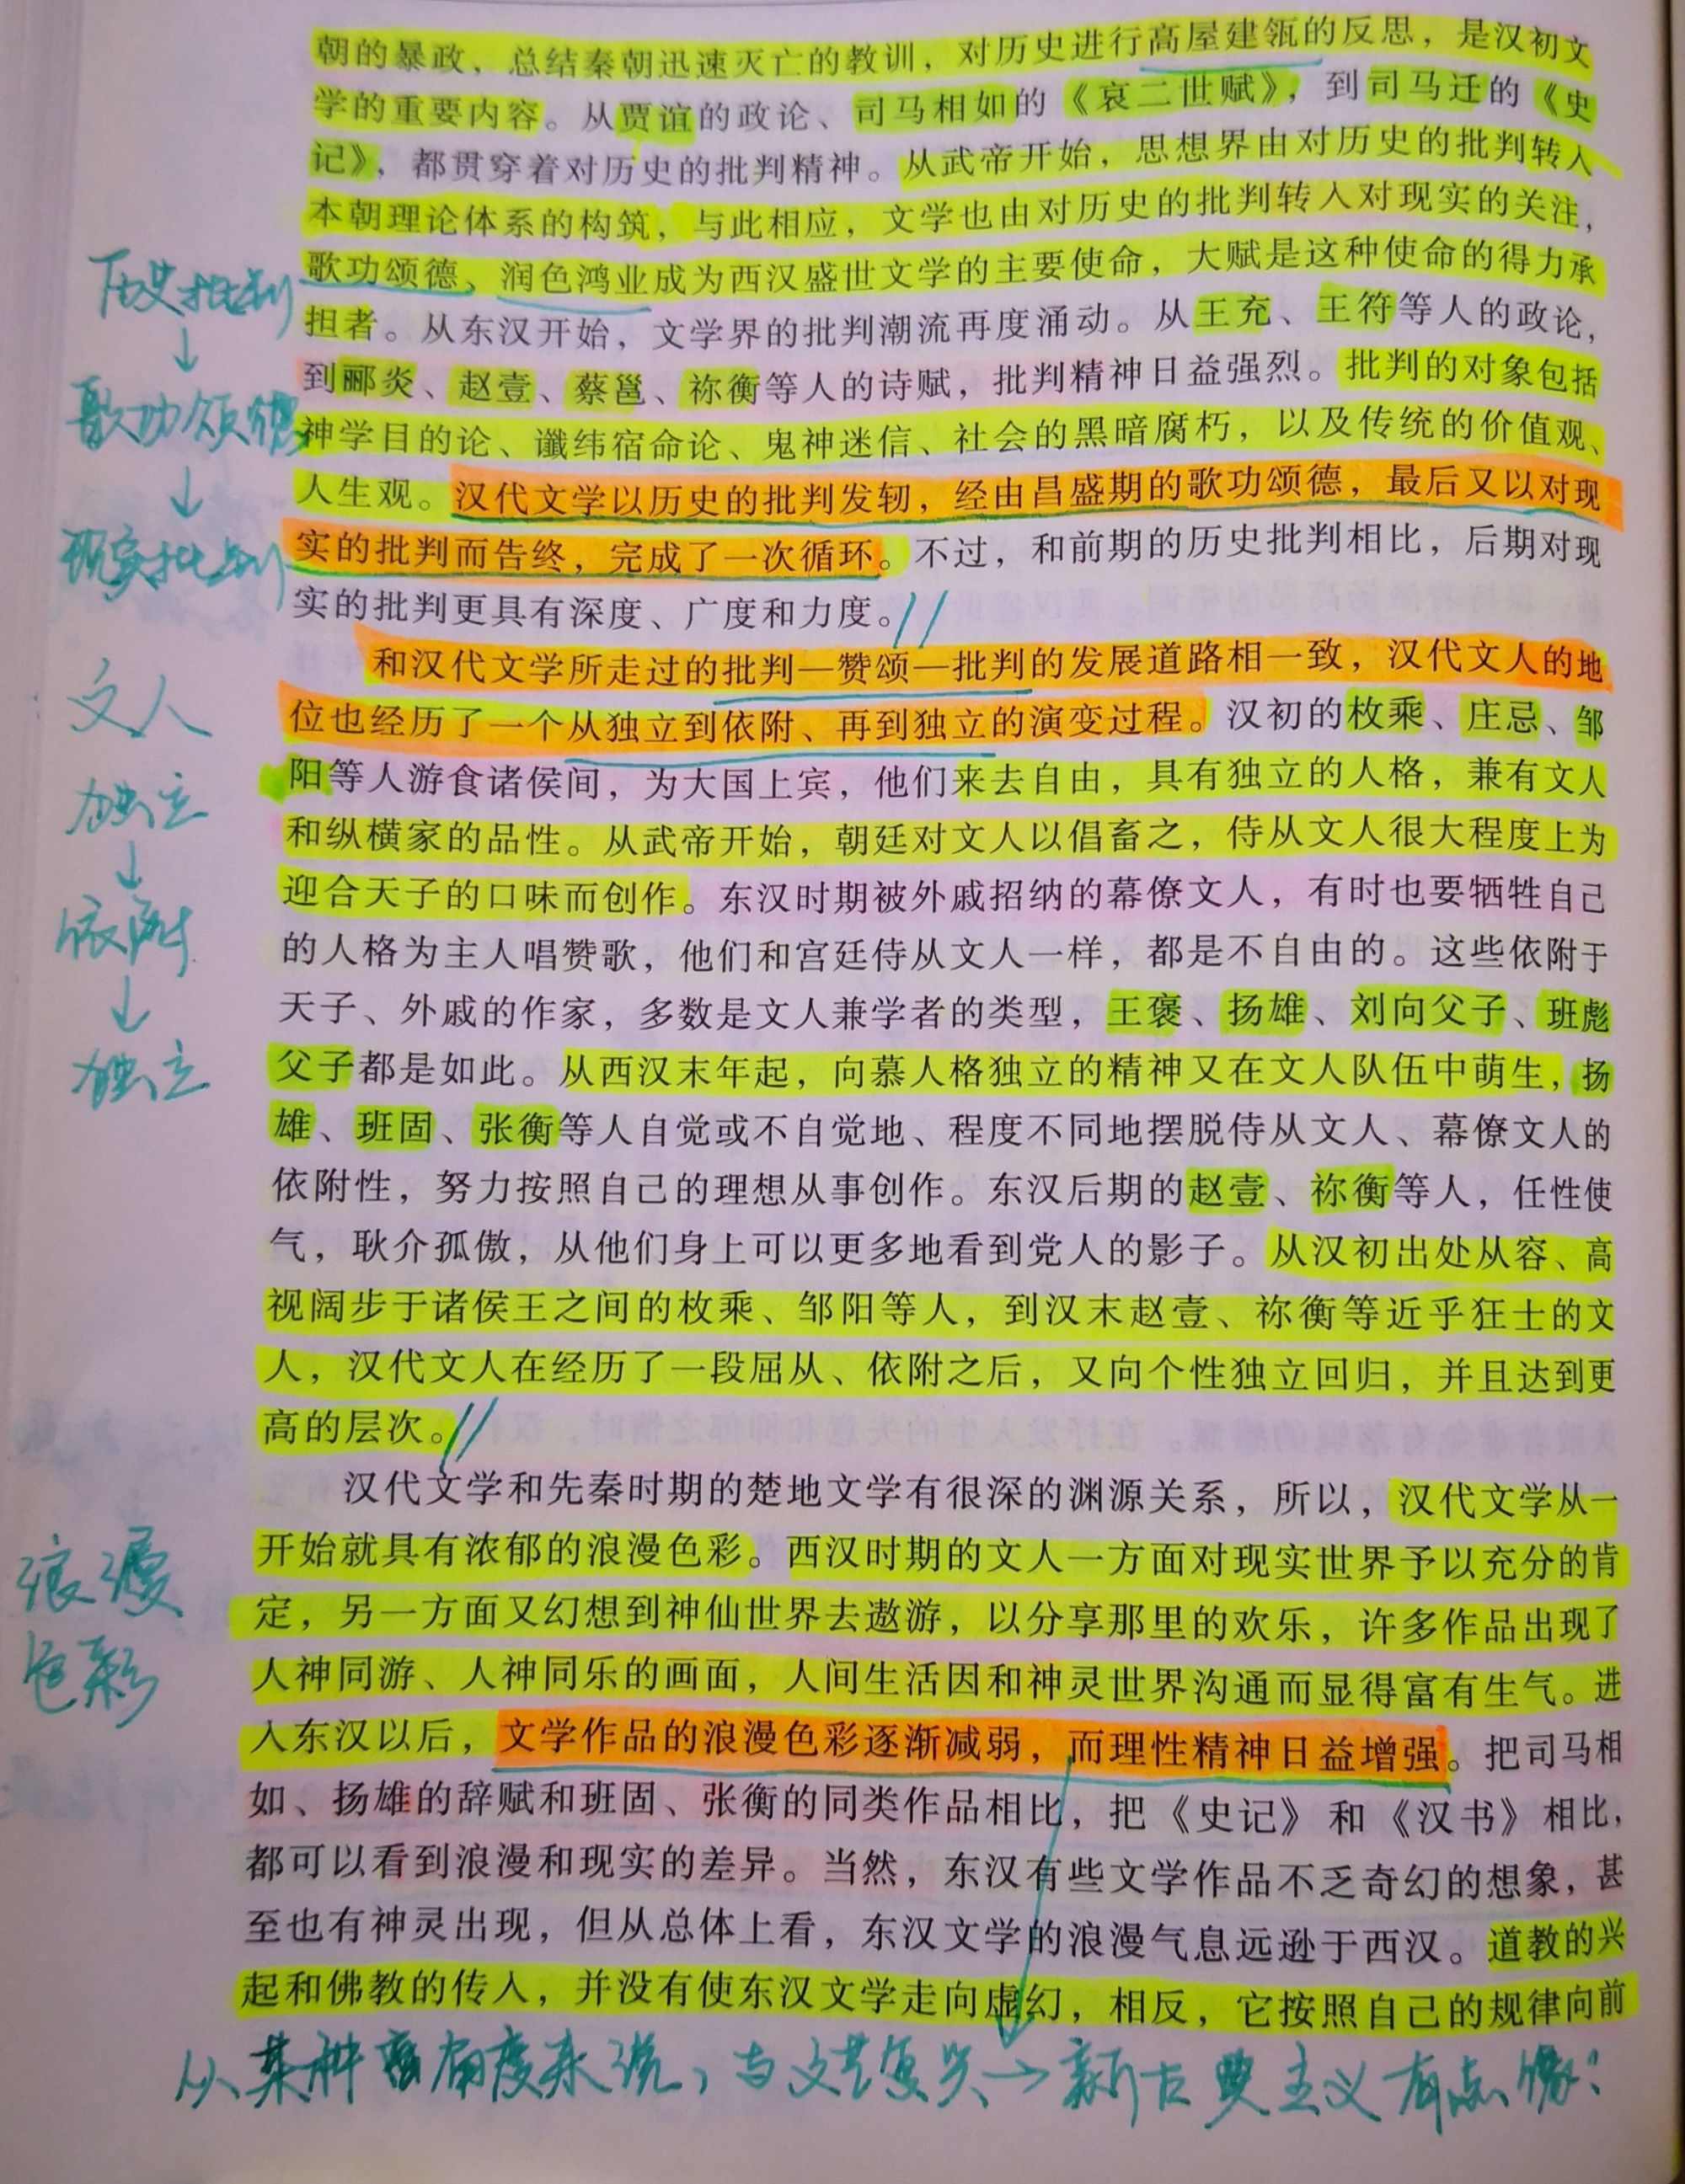 朝的暴政，总结秦朝迅速灭亡的教训，对历史进行高屋建瓴的反思，是汉初文
学的重要内容。从贾谊的政论、司马相如的《哀二世赋》，到司马迁的《史
记》，都贯穿着对历史的批判精神。从武帝开始，思想界由对历史的批判转入
本朝理论体系的构筑，与此相应，文学也由对历史的批判转入对现实的关注，
歌功颂德、润色鸿业成为西汉盛世文学的主要使命，大赋是这种使命的得力承
担者。从东汉开始，文学界的批判潮流再度涌动。从王充、王符等人的政论，
到郦炎、赵壹、蔡邕、祢衡等人的诗赋，批判精神日益强烈。批判的对象包括
神学目的论、谶纬宿命论、鬼神迷信、社会的黑暗腐朽，以及传统的价值观、
人生观。汉代文学以历史的批判发轫，经由昌盛期的歌功颂德，最后又以对现
实的批判而告终，完成了一次循环。不过，和前期的历史批判相比，后期对现
实的批判更具有深度、广度和力度。
历史批判
↓
歌功颂德
↓
现实批判
和汉代文学所走过的批判—赞颂—批判的发展道路相一致，汉代文人的地
位也经历了一个从独立到依附、再到独立的演变过程。汉初的枚乘、庄忌、邹
阳等人游食诸侯间，为大国上宾，他们来去自由，具有独立的人格，兼有文人
和纵横家的品性。从武帝开始，朝廷对文人以倡畜之，侍从文人很大程度上为
迎合天子的口味而创作。东汉时期被外戚招纳的幕僚文人，有时也要牺牲自己
的人格为主人唱赞歌，他们和宫廷侍从文人一样，都是不自由的。这些依附于
天子、外戚的作家，多数是文人兼学者的类型，王褒、扬雄、刘向父子、班彪
父子都是如此。从西汉末年起，向慕人格独立的精神又在文人队伍中萌生，扬
雄、班固、张衡等人自觉或不自觉地、程度不同地摆脱侍从文人、幕僚文人的
依附性，努力按照自己的理想从事创作。东汉后期的赵壹、祢衡等人，任性使
气，耿介孤傲，从他们身上可以更多地看到党人的影子。从汉初出处从容、高
视阔步于诸侯王之间的枚乘、邹阳等人，到汉末赵壹、祢衡等近乎狂士的文
人，汉代文人在经历了一段屈从、依附之后，又向个性独立回归，并且达到更
高的层次。
文人
独立
↓
依附
↓
独立
汉代文学和先秦时期的楚地文学有很深的渊源关系，所以，汉代文学从一
开始就具有浓郁的浪漫色彩。西汉时期的文人一方面对现实世界予以充分的肯
定，另一方面又幻想到神仙世界去遨游，以分享那里的欢乐，许多作品出现了
人神同游、人神同乐的画面，人间生活因和神灵世界沟通而显得富有生气。进
入东汉以后，文学作品的浪漫色彩逐渐减弱，而理性精神日益增强。把司马相
如、扬雄的辞赋和班固、张衡的同类作品相比，把《史记》和《汉书》相比，
都可以看到浪漫和现实的差异。当然，东汉有些文学作品不乏奇幻的想象，甚
至也有神灵出现，但从总体上看，东汉文学的浪漫气息远逊于西汉。道教的兴
起和佛教的传入，并没有使东汉文学走向虚幻，相反，它按照自己的规律向前
浪漫
色彩
从某种角度来说，与文艺复兴→新古典主义有点像？